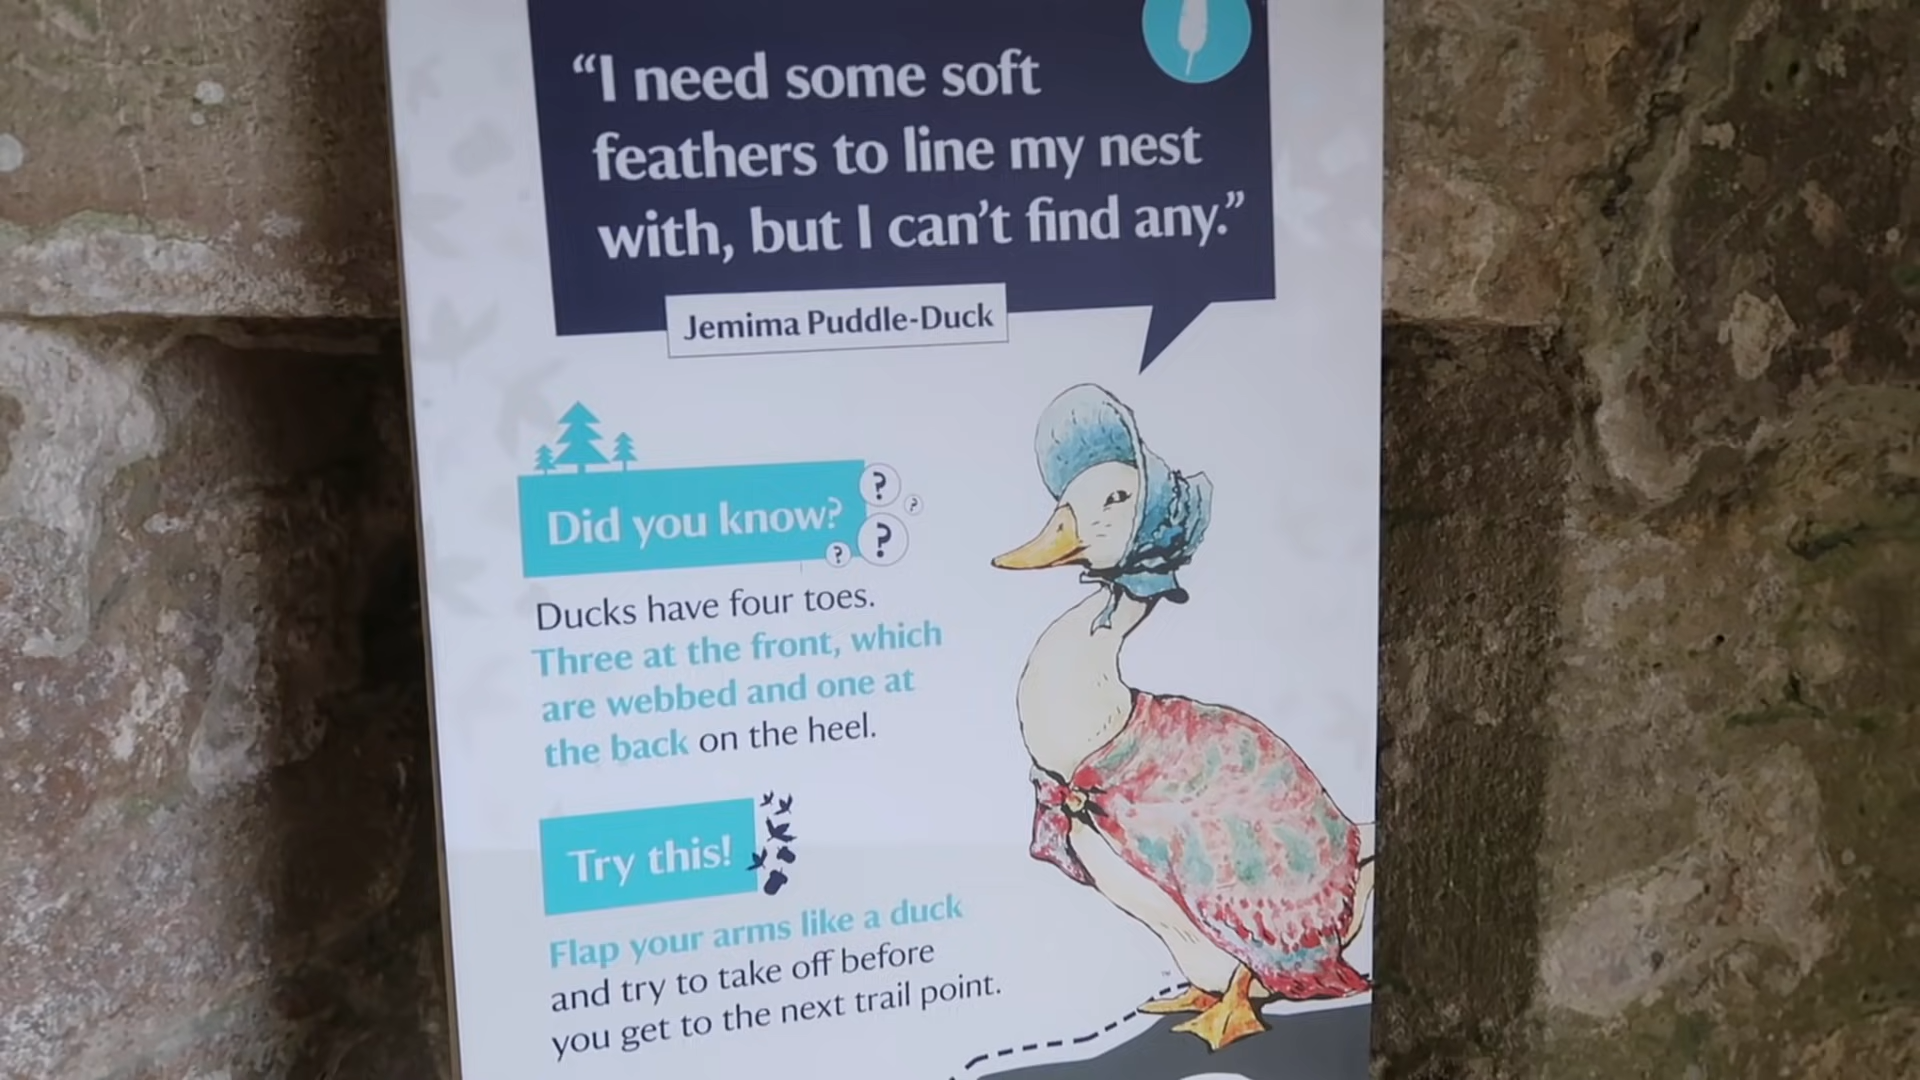 “I need some soft
feathers to line my nest
with, but I can’t find any.”
Jemima Puddle-Duck
Did you know?
? ? ? ?
Ducks have four toes.
Three at the front, which
are webbed and one at
the back on the heel.
Try this!
Flap your arms like a duck
and try to take off before
you get to the next trail point.